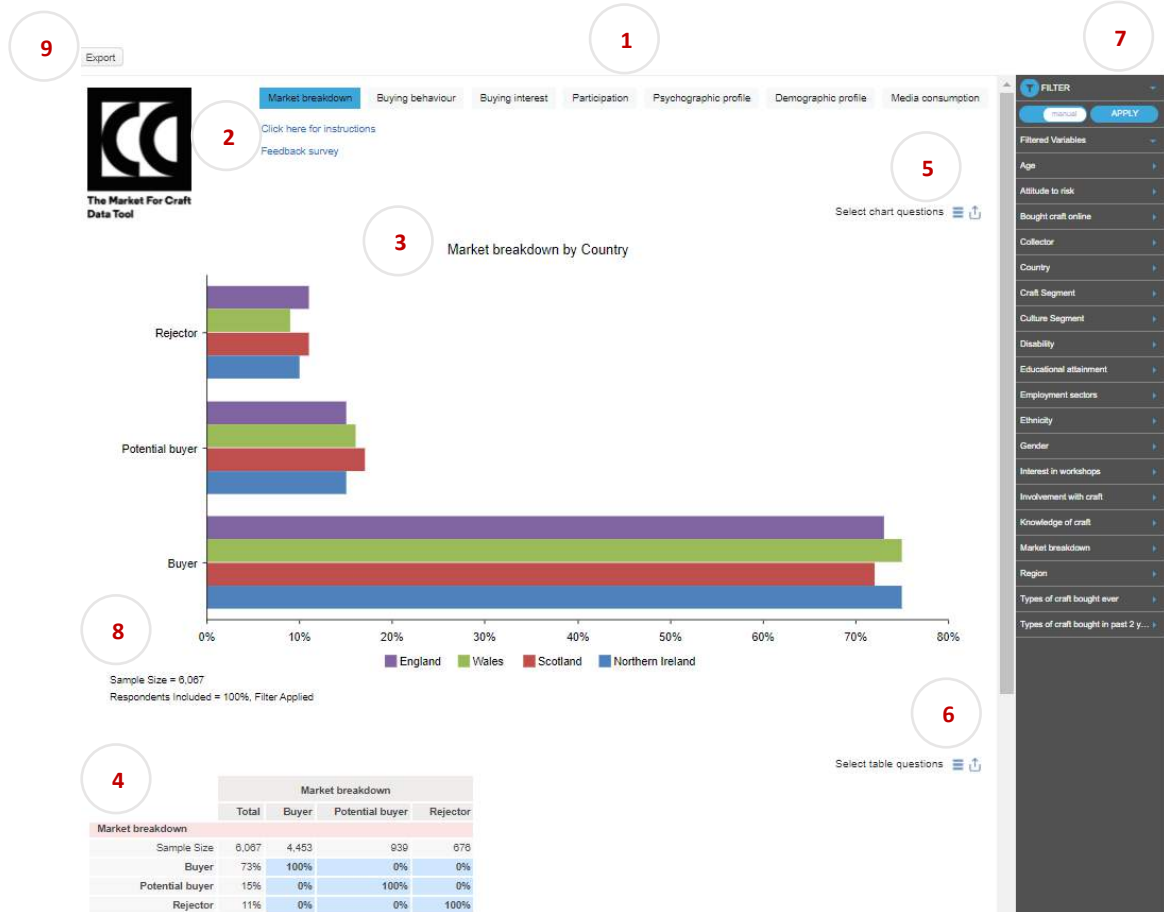 9
1
7
Export
Market breakdown
Buying behaviour
Buying interest
Participation
Psychographic profile
Demographic profile
Media consumption
2
Click here for instructions
Feedback survey
The Market For Craft
Data Tool
5
Select chart questions
3
Market breakdown by Country
Rejector
Potential buyer
Buyer
0% 10% 20% 30% 40% 50% 60% 70% 80%
England Wales Scotland Northern Ireland
8
Sample Size = 6,067
Respondents Included = 100%, Filter Applied
6
Select table questions
4
Market breakdown
Total Buyer Potential buyer Rejector
Market breakdown
Sample Size 6,067 4,453 939 676
Buyer 73% 100% 0% 0%
Potential buyer 15% 0% 100% 0%
Rejector 11% 0% 0% 100%
FILTER
manual
APPLY
Filtered Variables
Age
Attitude to risk
Bought craft online
Collector
Country
Craft Segment
Culture Segment
Disability
Educational attainment
Employment sectors
Ethnicity
Gender
Interest in workshops
Involvement with craft
Knowledge of craft
Market breakdown
Region
Types of craft bought ever
Types of craft bought in past 2 y...